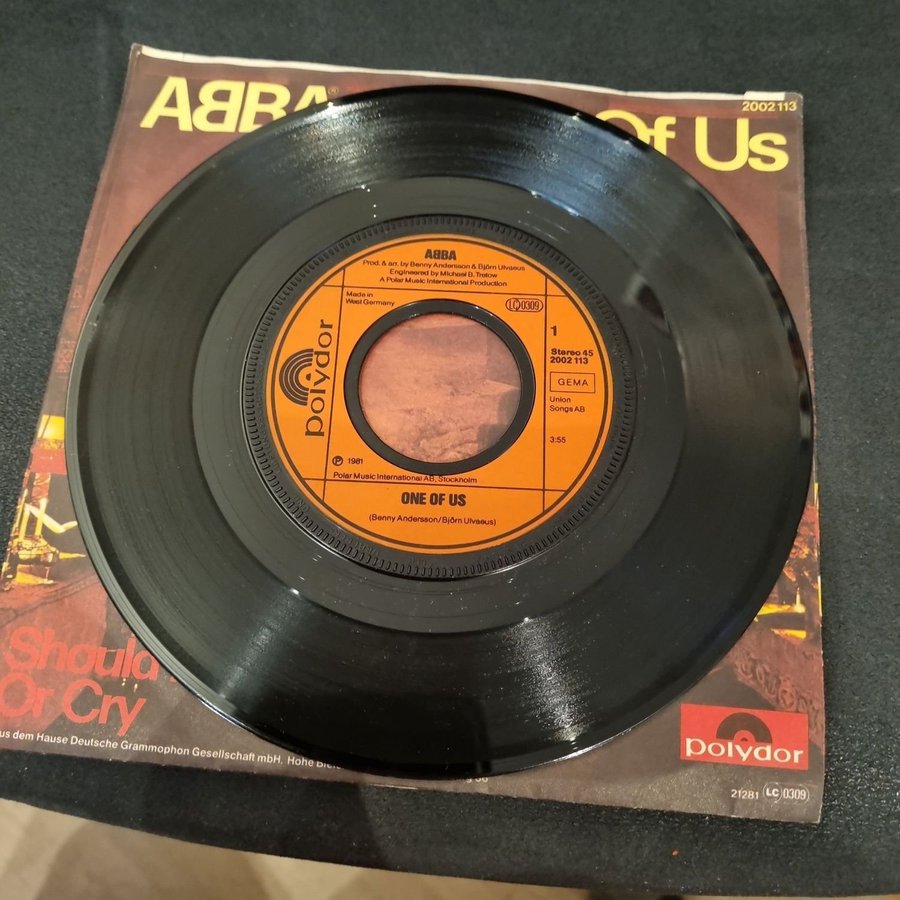 ABBA
Of Us
2002 113
ABBA
Prod. & arr. by Benny Andersson & Björn Ulvaeus
Engineered by Michael B. Tretow
A Polar Music International Production
Made in
West Germany
LC 0309
1
Stereo 45
2002 113
GEMA
Union
Songs AB
3:55
polydor
℗ 1981
Polar Music International AB, Stockholm
ONE OF US
(Benny Andersson/Björn Ulvaeus)
Should
Or Cry
us dem Hause Deutsche Grammophon Gesellschaft mbH, Hohe
polydor
21281 LC 0309